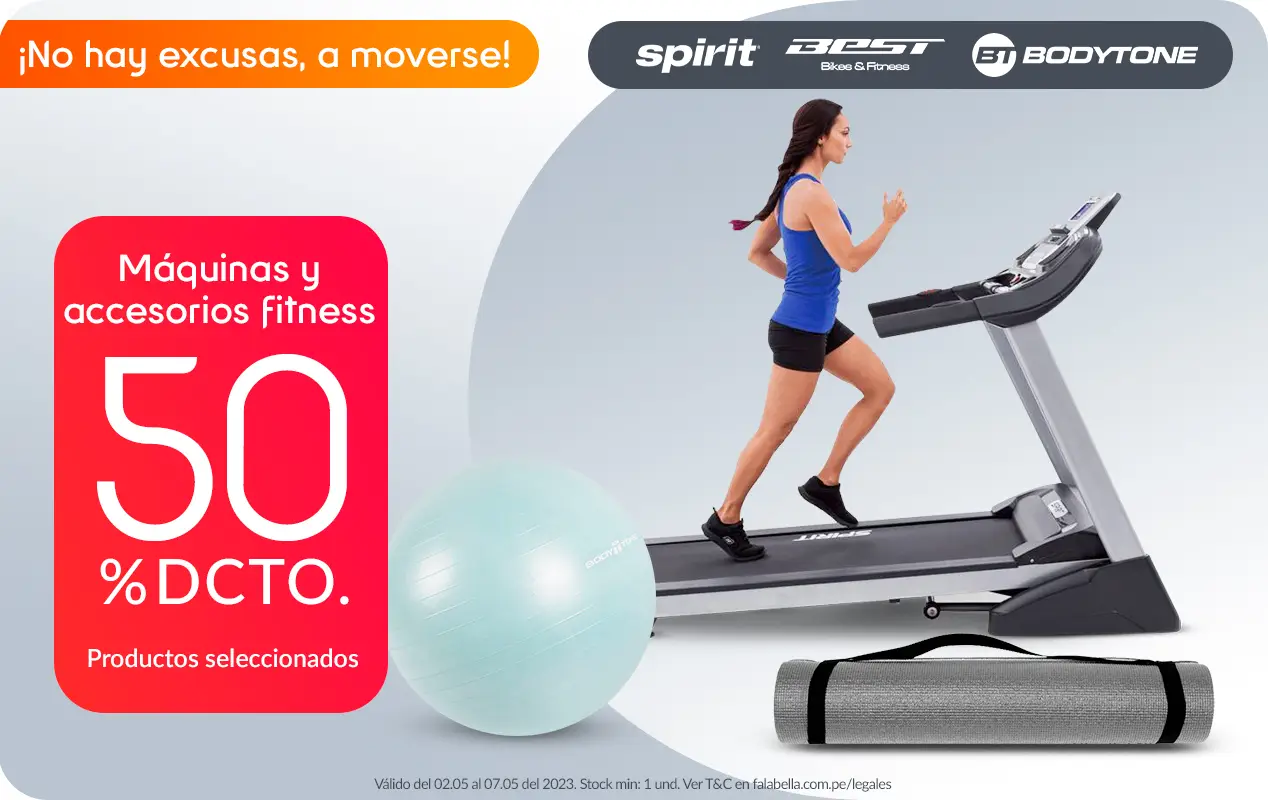 ¡No hay excusas, a moverse!
spirit
BEST
Bikes & Fitness
BT BODYTONE
Máquinas y
accesorios fitness
50
%DCTO.
Productos seleccionados
SPIRIT
Válido del 02.05 al 07.05 del 2023. Stock min: 1 und. Ver T&C en falabella.com.pe/legales